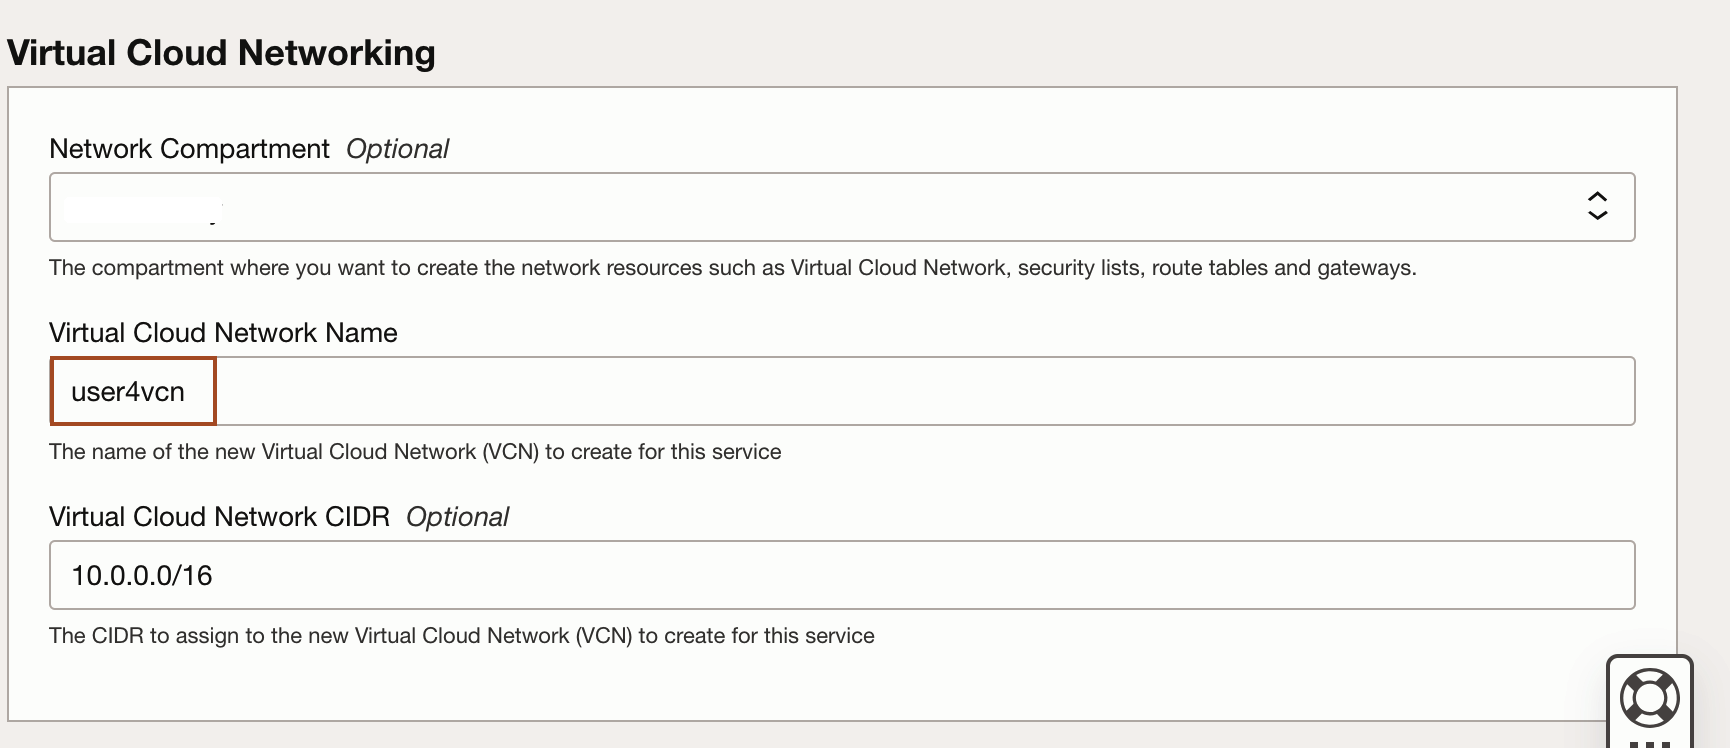 Virtual Cloud Networking
Network Compartment Optional
The compartment where you want to create the network resources such as Virtual Cloud Network, security lists, route tables and gateways.
Virtual Cloud Network Name
user4vcn
The name of the new Virtual Cloud Network (VCN) to create for this service
Virtual Cloud Network CIDR Optional
10.0.0.0/16
The CIDR to assign to the new Virtual Cloud Network (VCN) to create for this service